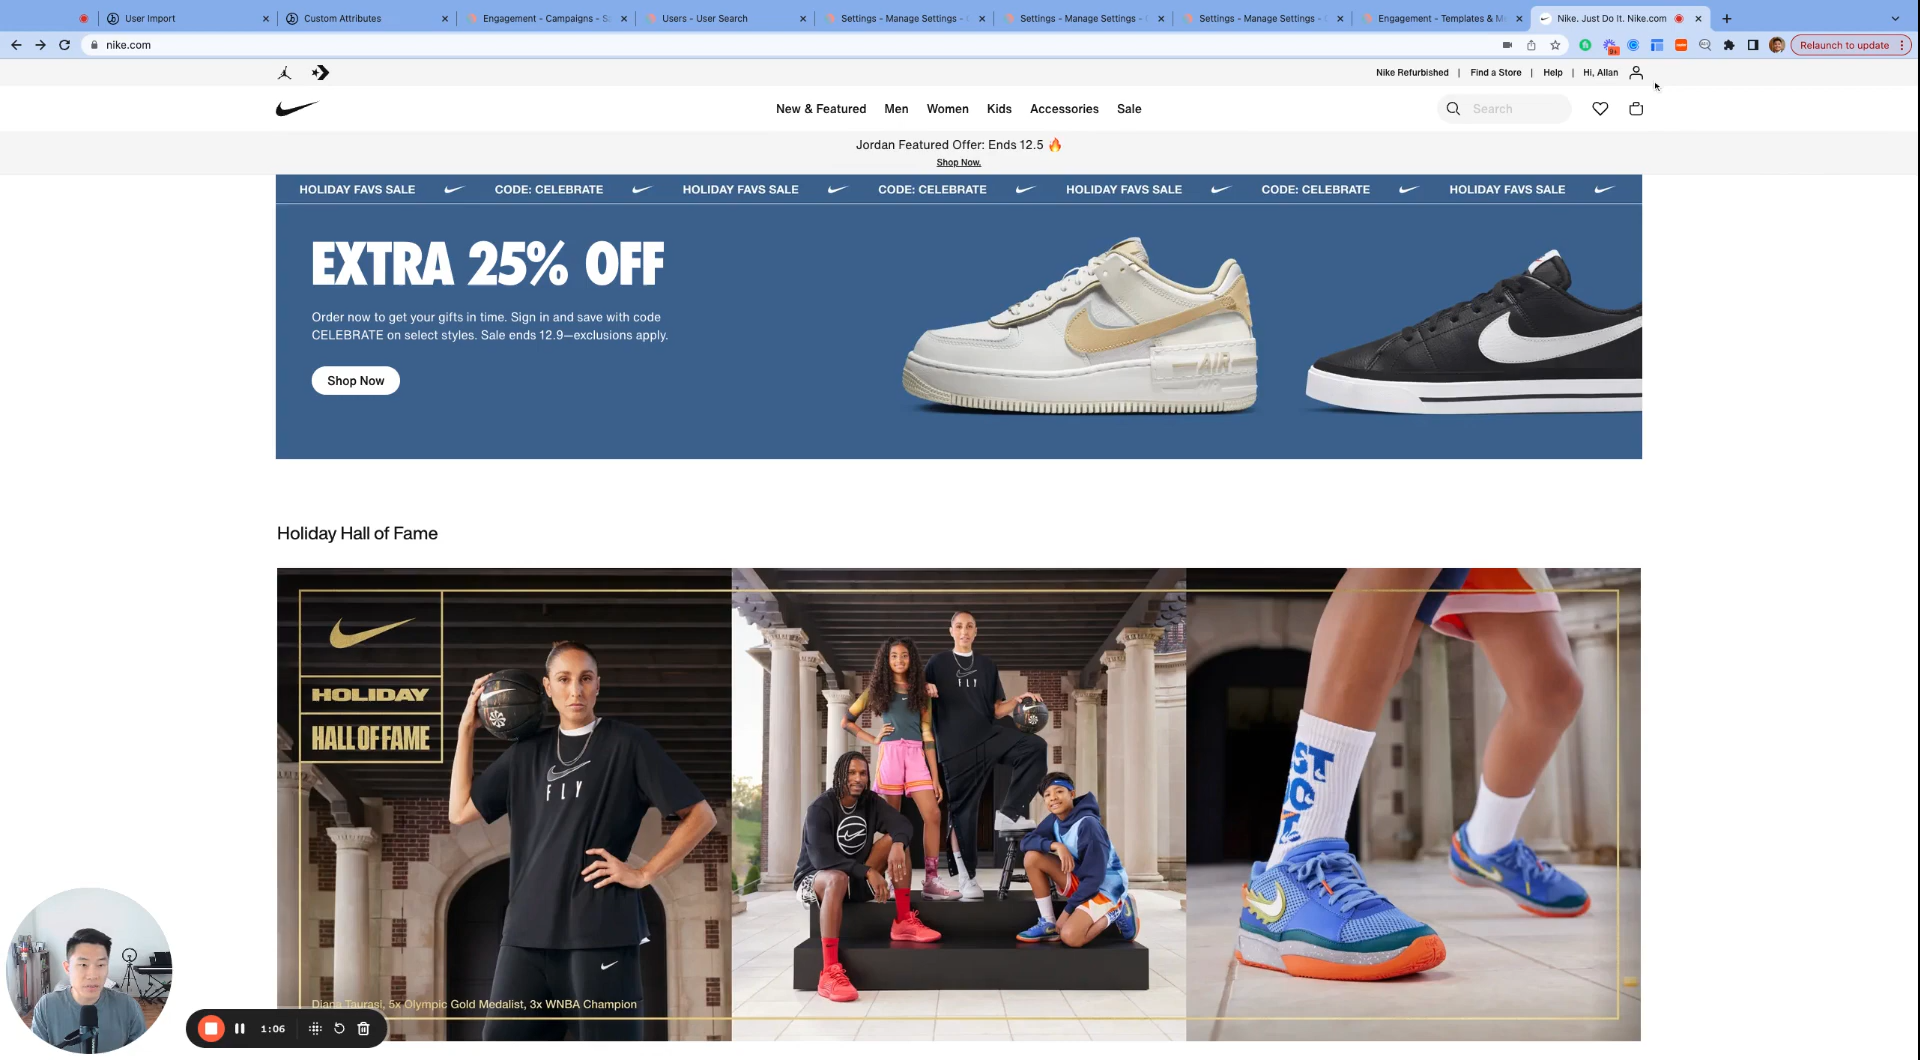 User Import
Custom Attributes
Engagement - Campaigns - S
Users - User Search
Settings - Manage Settings -
Settings - Manage Settings -
Settings - Manage Settings -
Engagement - Templates & M
Nike. Just Do It. Nike.com
nike.com
Relaunch to update
Nike Refurbished | Find a Store | Help | Hi, Allan
New & Featured Men Women Kids Accessories Sale
Search
Jordan Featured Offer: Ends 12.5 🔥
Shop Now.
HOLIDAY FAVS SALE CODE: CELEBRATE HOLIDAY FAVS SALE CODE: CELEBRATE HOLIDAY FAVS SALE CODE: CELEBRATE HOLIDAY FAVS SALE
EXTRA 25% OFF
Order now to get your gifts in time. Sign in and save with code
CELEBRATE on select styles. Sale ends 12.9—exclusions apply.
Shop Now
AIR
Holiday Hall of Fame
HOLIDAY
HALL OF FAME
FLY
FLY
Diana Taurasi, 5x Olympic Gold Medalist, 3x WNBA Champion
1:06